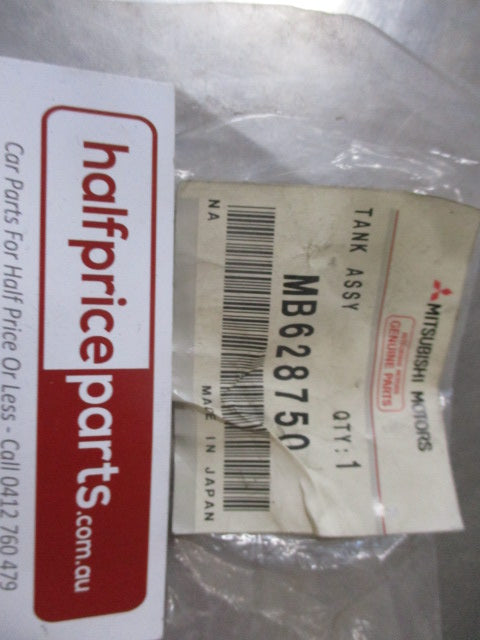 MITSUBISHI MOTORS
GENUINE PARTS
TANK ASSY QTY:1
MB628750
NA MADE IN JAPAN
halfpriceparts.com.au
Car Parts For Half Price Or Less - Call 0412 760 479